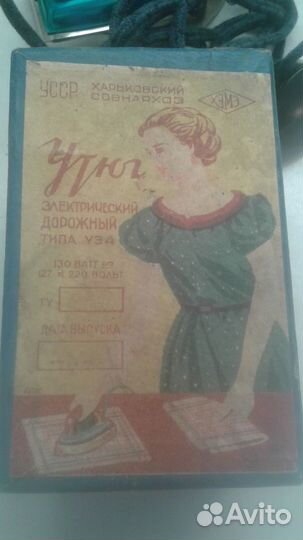 УССР ХАРЬКОВСКИЙ СОВНАРХОЗ
ХЭМЗ
Утюг
ЭЛЕКТРИЧЕСКИЙ
ДОРОЖНЫЙ
ТИПА УЭ4
130 ВАТТ
127 и 220 ВОЛЬТ
ТУ
ДАТА ВЫПУСКА
Avito